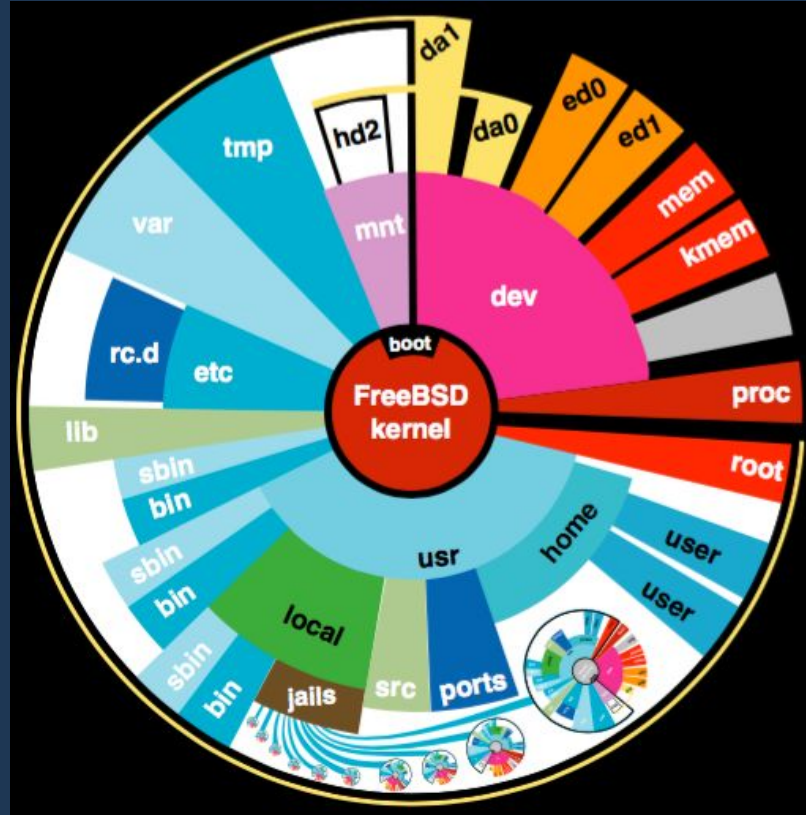 da1
da0
ed0
ed1
mem
kmem
tmp
hd2
var
mnt
dev
rc.d
etc
boot
FreeBSD
kernel
proc
lib
root
sbin
bin
usr
home
user
user
sbin
bin
local
sbin
bin
jails
src
ports